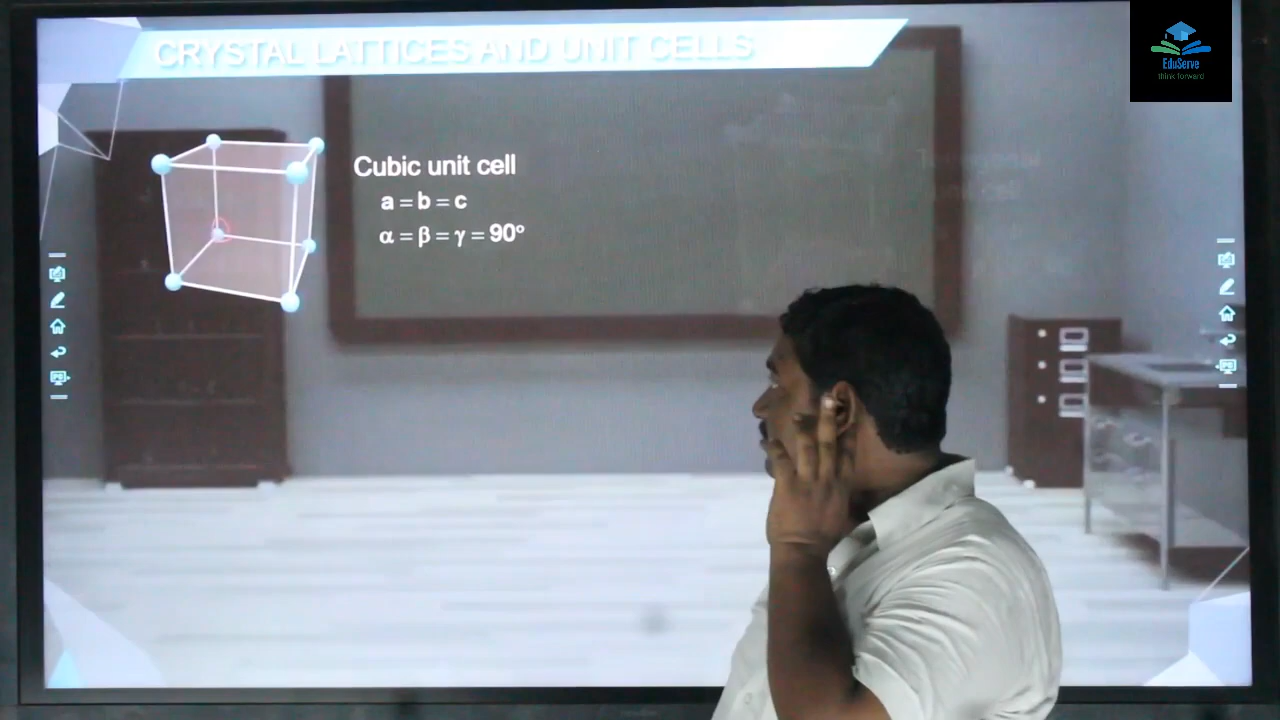 CRYSTAL LATTICES AND UNIT CELLS
EduServe
think forward
Cubic unit cell
a = b = c
α = β = γ = 90°